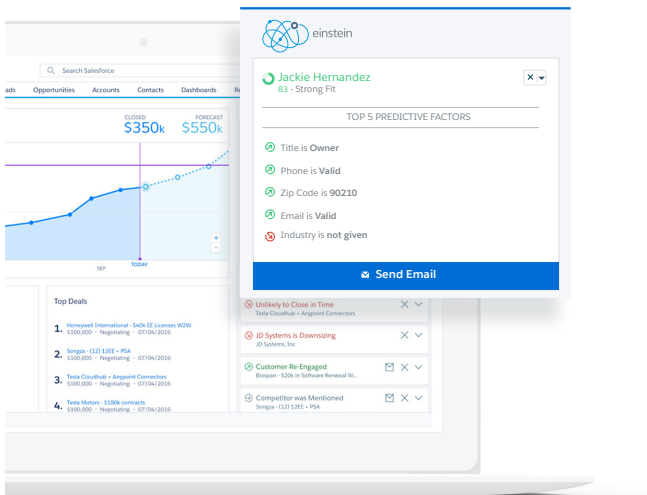 einstein
Jackie Hernandez
83 - Strong Fit
TOP 5 PREDICTIVE FACTORS
Title is Owner
Phone is Valid
Zip Code is 90210
Email is Valid
Industry is not given
Send Email
Search Salesforce
ads Opportunities Accounts Contacts Dashboards
CLOSED FORECAST
$350k $550k
SEP
TODAY
Top Deals
1. Honeywell International - $40k EE Licenses W2W
$100,000 - Negotiating - 07/04/2016
2. Songza - (12) 12EE + PSA
$100,000 - Negotiating - 07/04/2016
3. Tesla Cloudhub + Anypoint Connectors
$100,000 - Negotiating - 07/04/2016
4. Tesla Motors - $100k contracts
$100,000 - Negotiating - 07/04/2016
Unlikely to Close in Time
Tesla Cloudhub + Anypoint Connectors
JD Systems is Downsizing
JD Systems, Inc
Customer Re-Engaged
Biospan - $20k in Software Renewal W...
Competitor was Mentioned
Songza - (12) 12EE + PSA